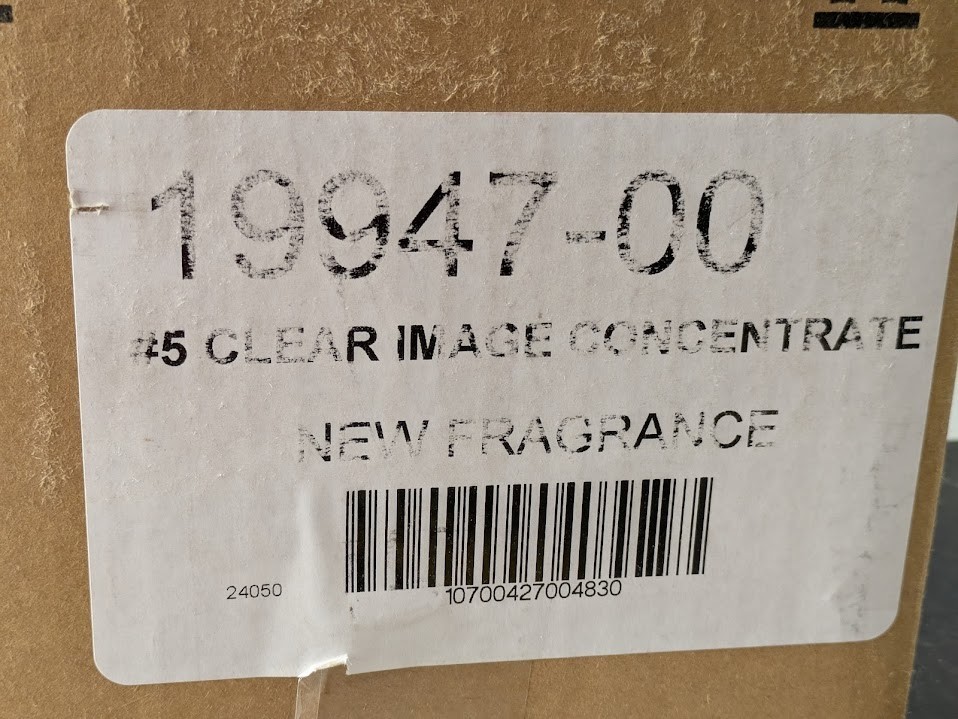 19947-00
#5 CLEAR IMAGE CONCENTRATE
NEW FRAGRANCE
24050
10700427004830